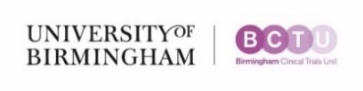 UNIVERSITY OF
BIRMINGHAM
BCTU
Birmingham Clinical Trials Unit